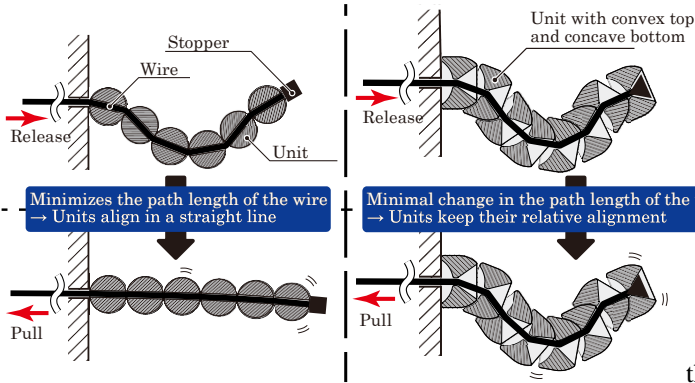 Stopper
Wire
Release
Unit
Minimizes the path length of the wire
→ Units align in a straight line
Pull
Unit with convex top
and concave bottom
Release
Minimal change in the path length of the
→ Units keep their relative alignment
Pull